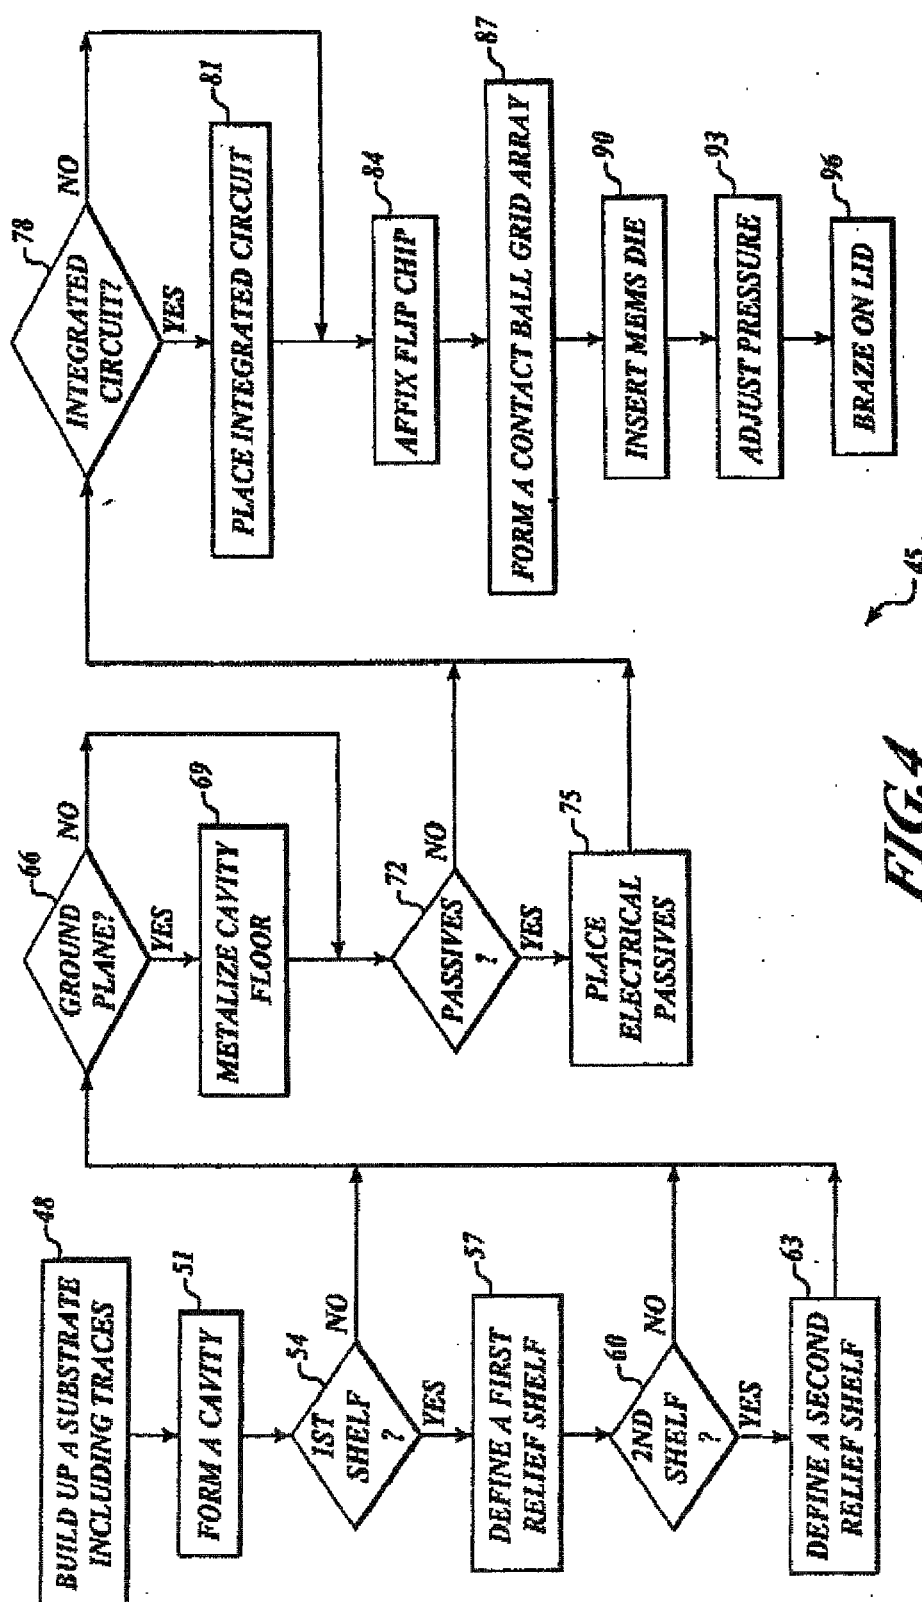 48
BUILD UP A SUBSTRATE
INCLUDING TRACES
51
FORM A CAVITY
54
1ST
SHELF
?
NO
YES
57
DEFINE A FIRST
RELIEF SHELF
60
2ND
SHELF
?
NO
YES
63
DEFINE A SECOND
RELIEF SHELF
66
GROUND
PLANE?
NO
YES
69
METALIZE CAVITY
FLOOR
72
PASSIVES
?
NO
YES
75
PLACE
ELECTRICAL
PASSIVES
78
INTEGRATED
CIRCUIT?
NO
YES
81
PLACE INTEGRATED CIRCUIT
84
AFFIX FLIP CHIP
87
FORM A CONTACT BALL GRID ARRAY
90
INSERT MEMS DIE
93
ADJUST PRESSURE
96
BRAZE ON LID
45
FIG.4